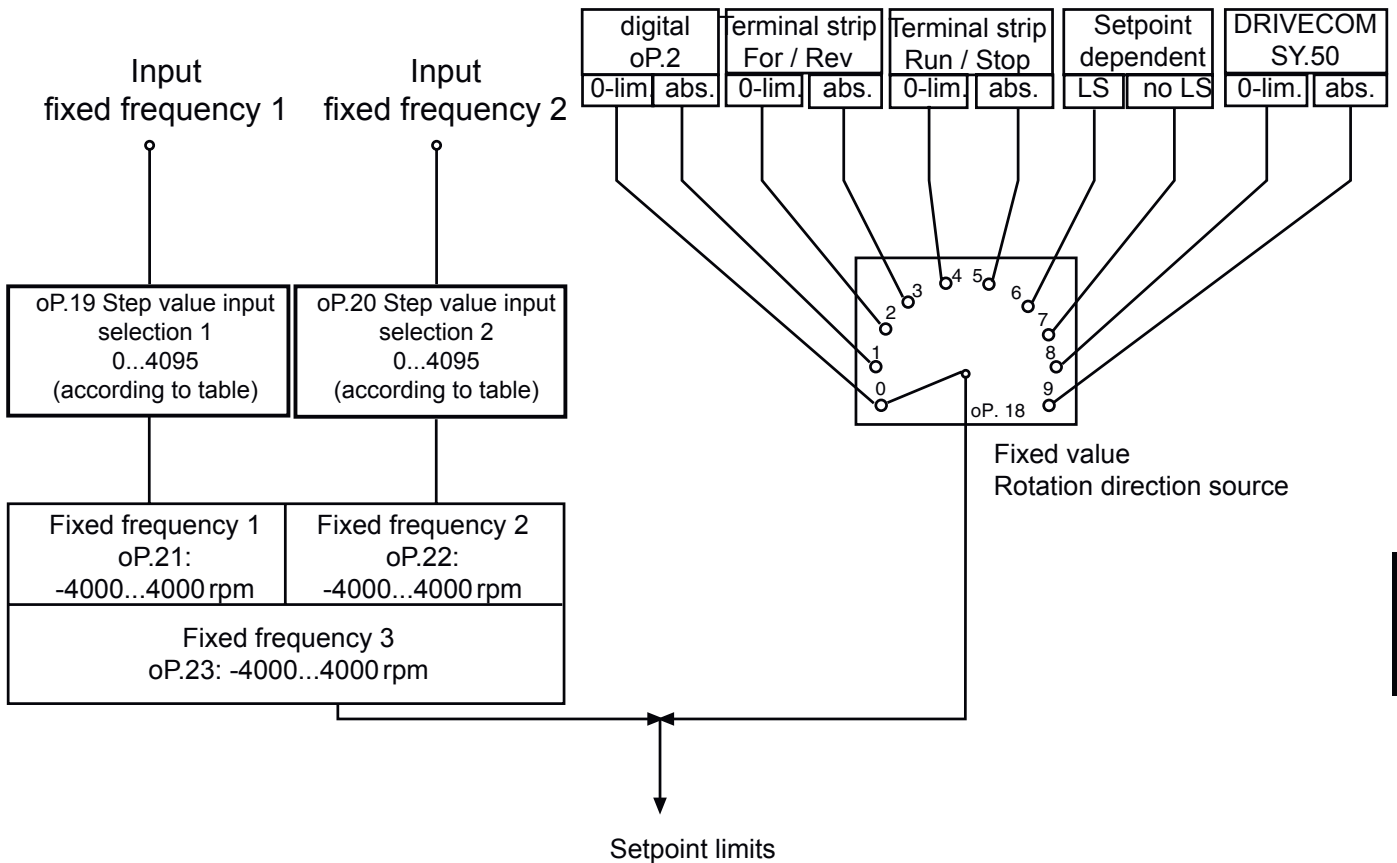 Input
fixed frequency 1
Input
fixed frequency 2
digital
oP.2
0-lim. abs.
Terminal strip
For / Rev
0-lim. abs.
Terminal strip
Run / Stop
0-lim. abs.
Setpoint
dependent
LS no LS
DRIVECOM
SY.50
0-lim. abs.
oP.19 Step value input
selection 1
0...4095
(according to table)
oP.20 Step value input
selection 2
0...4095
(according to table)
0
1
2
3
4
5
6
7
8
9
oP. 18
Fixed value
Rotation direction source
Fixed frequency 1
oP.21:
-4000...4000 rpm
Fixed frequency 2
oP.22:
-4000...4000 rpm
Fixed frequency 3
oP.23: -4000...4000 rpm
Setpoint limits